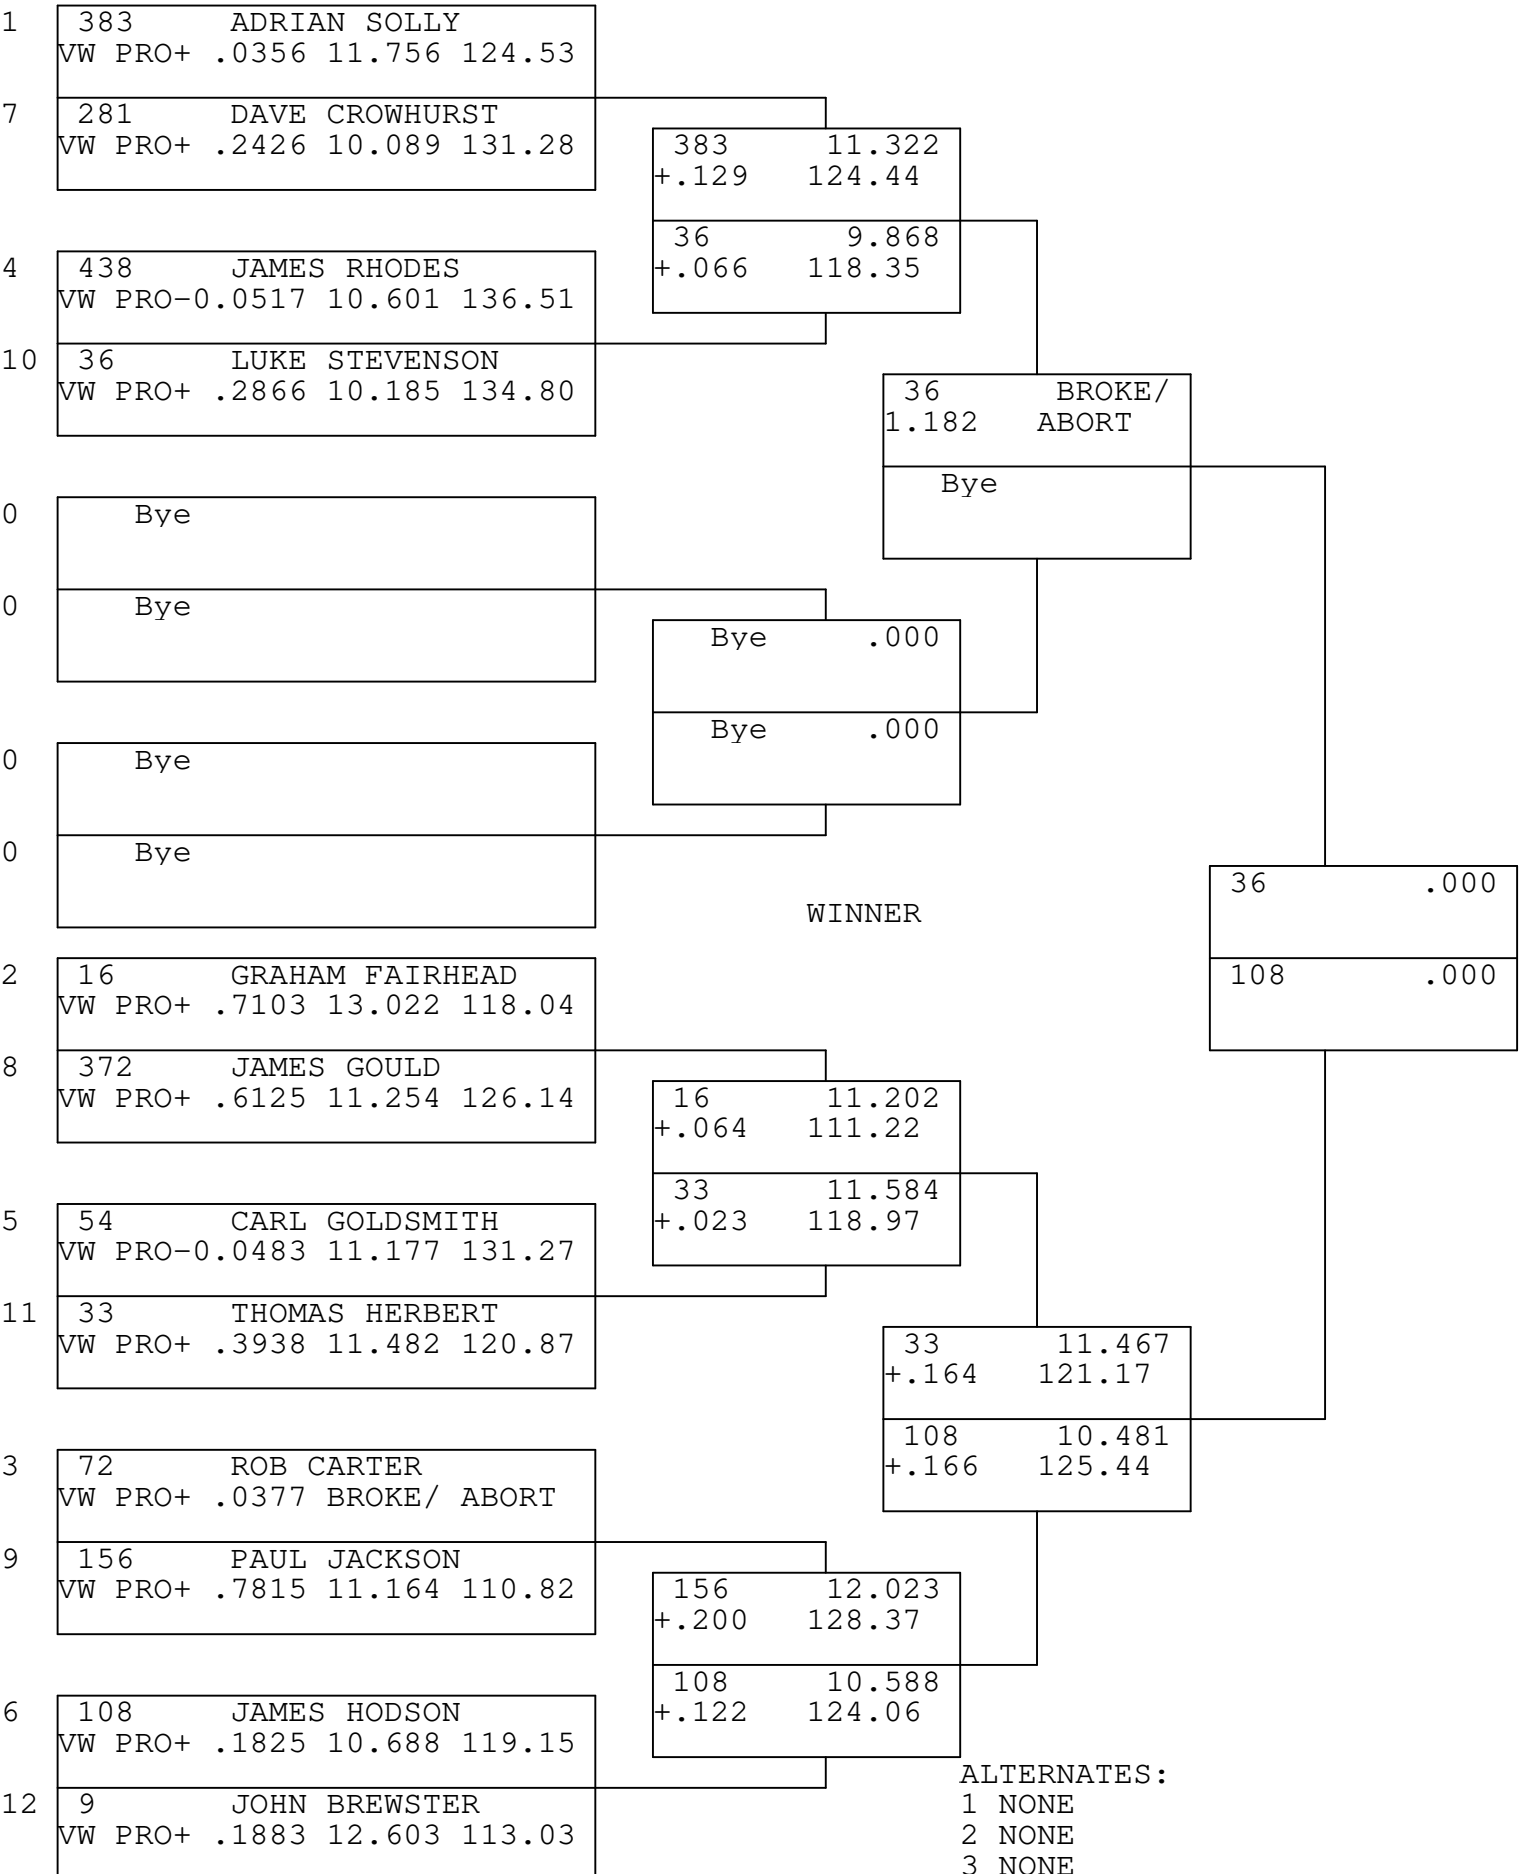 1 383 ADRIAN SOLLY
VW PRO+ .0356 11.756 124.53
7 281 DAVE CROWHURST
VW PRO+ .2426 10.089 131.28
383 11.322
+.129 124.44
36 9.868
+.066 118.35
4 438 JAMES RHODES
VW PRO-0.0517 10.601 136.51
10 36 LUKE STEVENSON
VW PRO+ .2866 10.185 134.80
36 BROKE/
1.182 ABORT
Bye
0 Bye
0 Bye
Bye .000
Bye .000
0 Bye
0 Bye
WINNER
36 .000
108 .000
2 16 GRAHAM FAIRHEAD
VW PRO+ .7103 13.022 118.04
8 372 JAMES GOULD
VW PRO+ .6125 11.254 126.14
16 11.202
+.064 111.22
33 11.584
+.023 118.97
5 54 CARL GOLDSMITH
VW PRO-0.0483 11.177 131.27
11 33 THOMAS HERBERT
VW PRO+ .3938 11.482 120.87
33 11.467
+.164 121.17
108 10.481
+.166 125.44
3 72 ROB CARTER
VW PRO+ .0377 BROKE/ ABORT
9 156 PAUL JACKSON
VW PRO+ .7815 11.164 110.82
156 12.023
+.200 128.37
108 10.588
+.122 124.06
6 108 JAMES HODSON
VW PRO+ .1825 10.688 119.15
12 9 JOHN BREWSTER
VW PRO+ .1883 12.603 113.03
ALTERNATES:
1 NONE
2 NONE
3 NONE